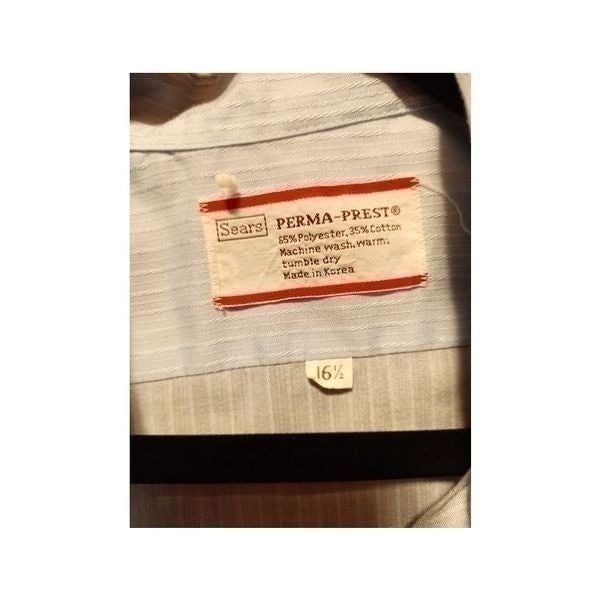 Sears PERMA-PREST®
65% Polyester, 35% Cotton
Machine wash, warm;
tumble dry
Made in Korea
16½